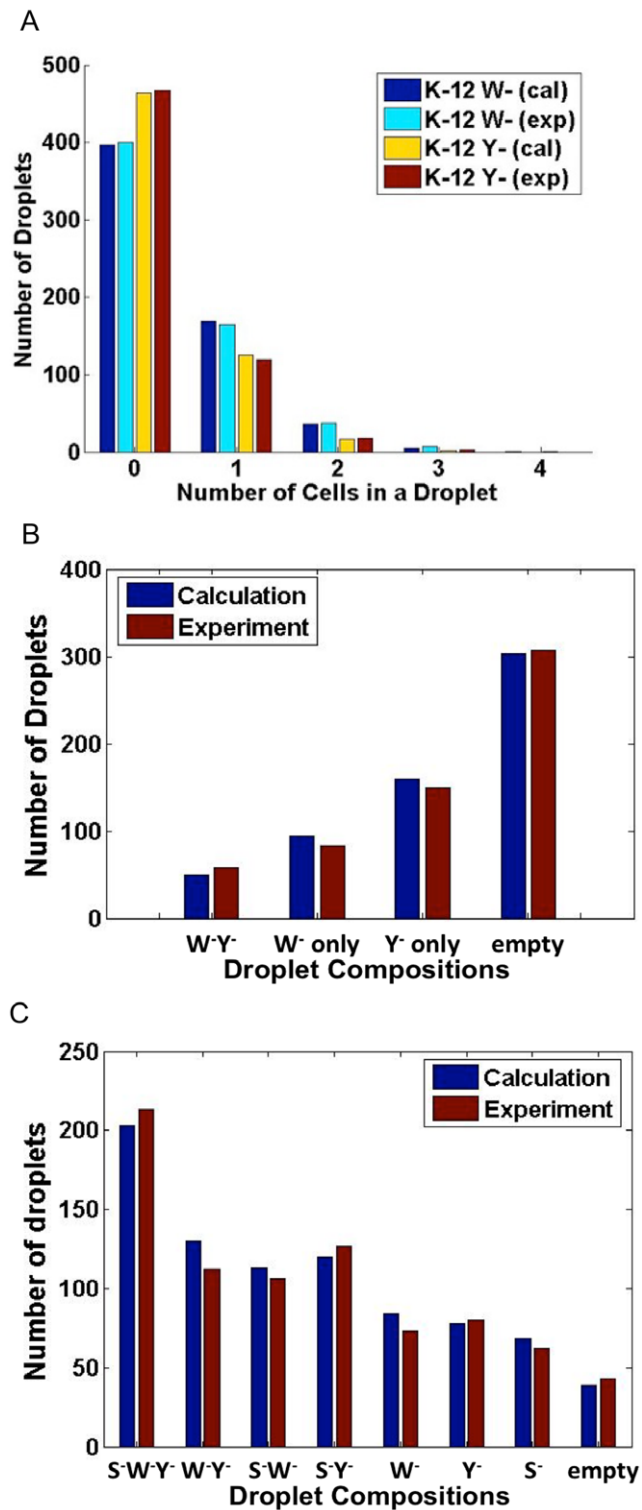 A
500
400
300
200
100
0
Number of Droplets
K-12 W- (cal)
K-12 W- (exp)
K-12 Y- (cal)
K-12 Y- (exp)
0 1 2 3 4
Number of Cells in a Droplet
B
400
300
200
100
0
Number of Droplets
Calculation
Experiment
W⁻Y⁻ W⁻ only Y⁻ only empty
Droplet Compositions
C
250
200
150
100
50
0
Number of droplets
Calculation
Experiment
S⁻W⁻Y⁻ W⁻Y⁻ S⁻W⁻ S⁻Y⁻ W⁻ Y⁻ S⁻ empty
Droplet Compositions